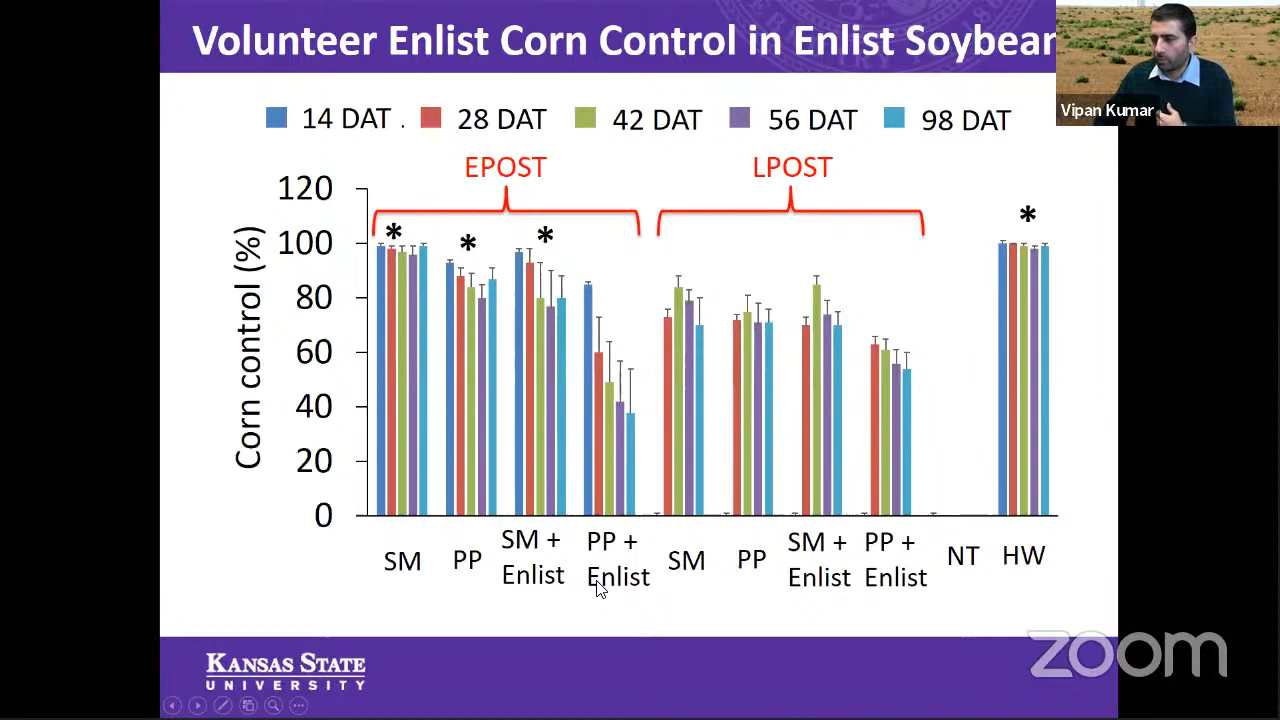 Volunteer Enlist Corn Control in Enlist Soybean
Vipan Kumar
14 DAT . 28 DAT 42 DAT 56 DAT 98 DAT
EPOST LPOST
120
100
80
60
40
20
0
Corn control (%)
* * * *
SM PP SM + Enlist PP + Enlist SM PP SM + Enlist PP + Enlist NT HW
KANSAS STATE
UNIVERSITY
zoom